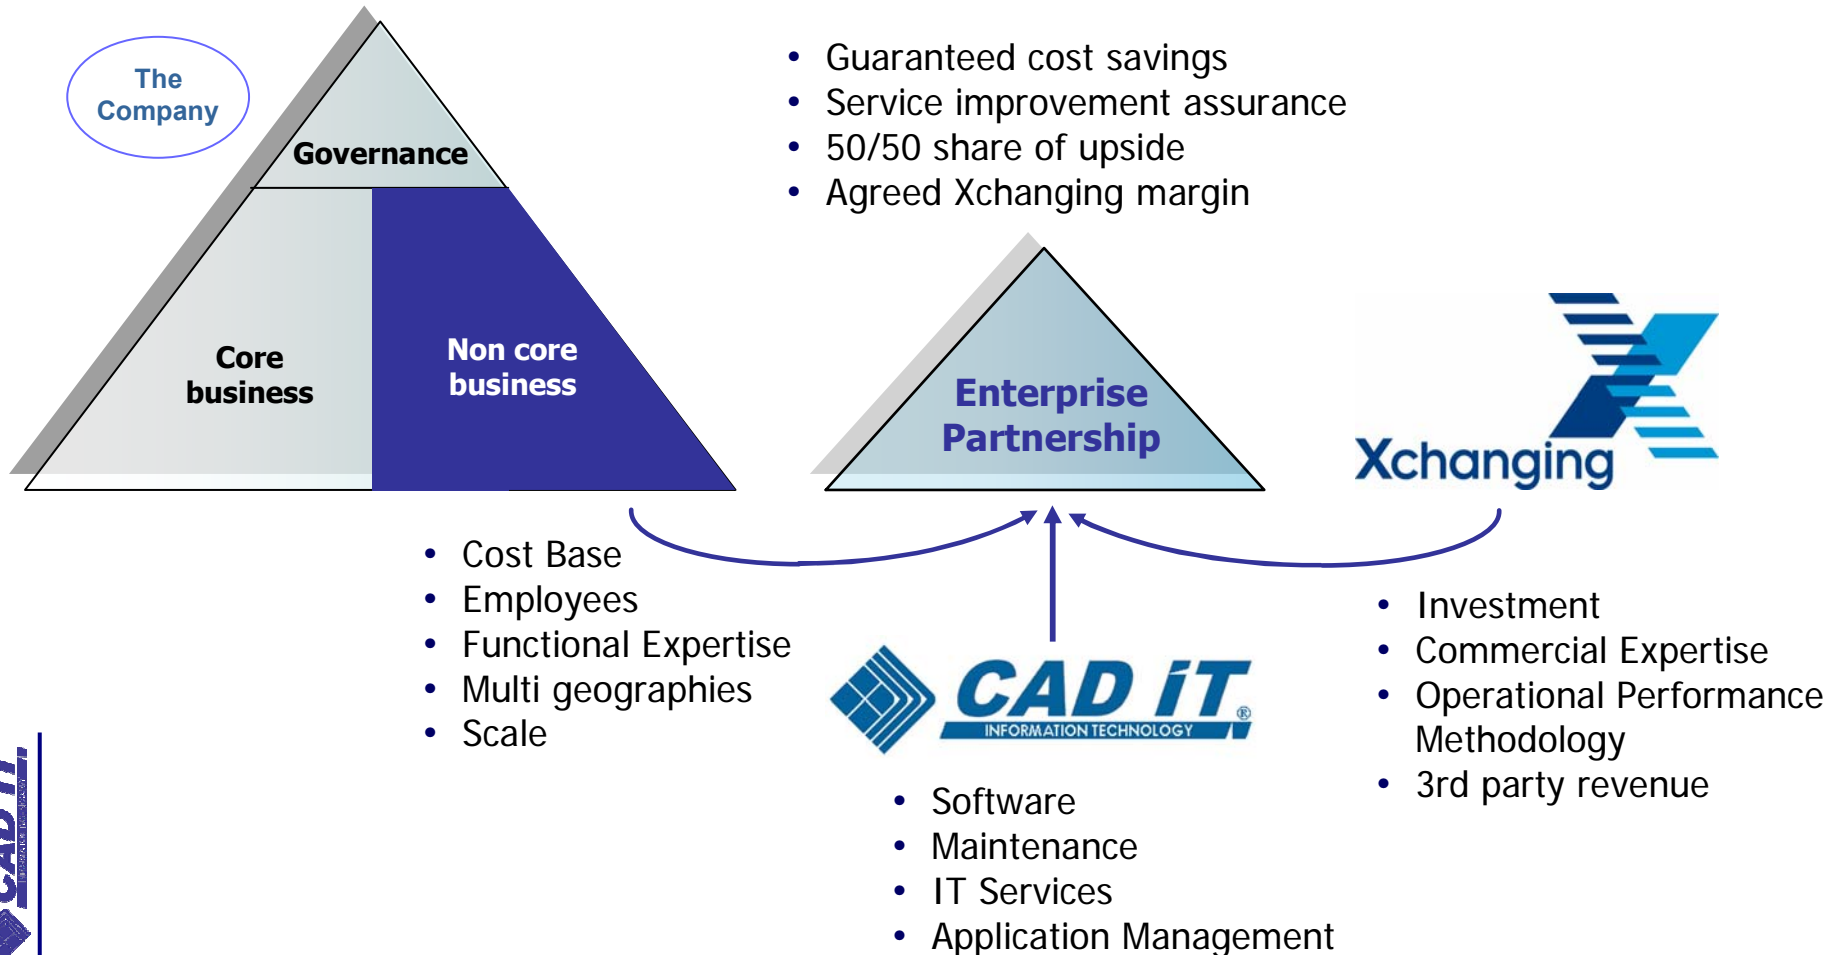 The
Company
Governance
Core
business
Non core
business
• Guaranteed cost savings
• Service improvement assurance
• 50/50 share of upside
• Agreed Xchanging margin
Enterprise
Partnership
Xchanging
• Cost Base
• Employees
• Functional Expertise
• Multi geographies
• Scale
CAD iT®
INFORMATION TECHNOLOGY
• Software
• Maintenance
• IT Services
• Application Management
• Investment
• Commercial Expertise
• Operational Performance
Methodology
• 3rd party revenue
CAD iT